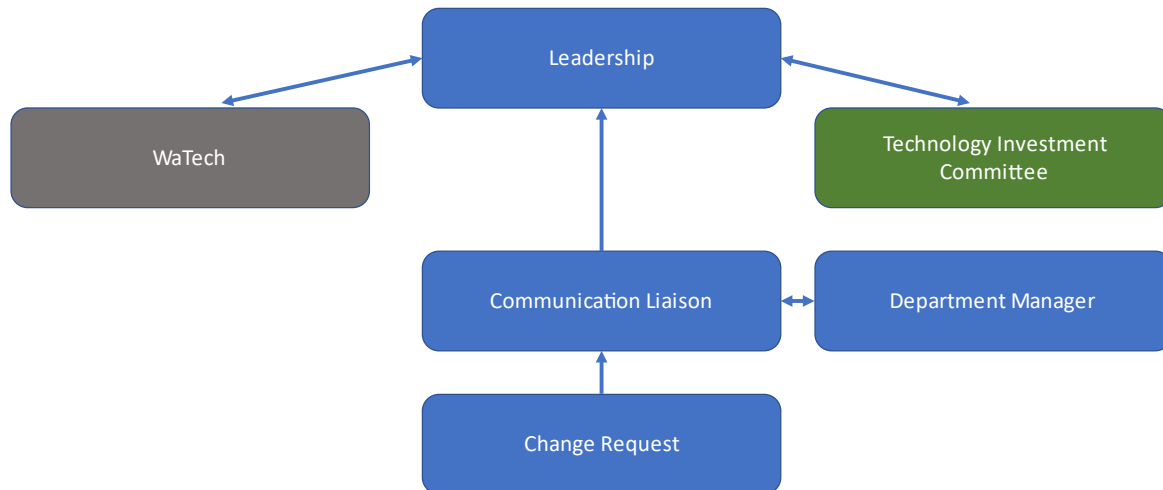 Leadership
WaTech
Technology Investment
Committee
Communication Liaison
Department Manager
Change Request